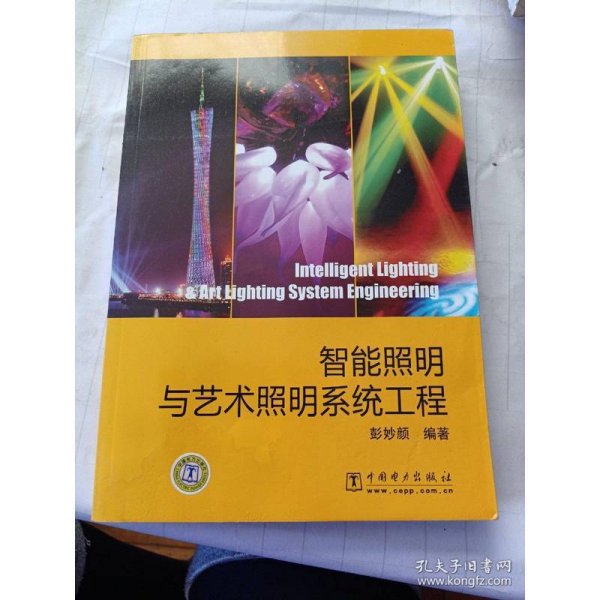 Intelligent Lighting
& Art Lighting System Engineering
智能照明
与艺术照明系统工程
彭妙颜 编著
中国电力出版社
www.cepp.com.cn
孔夫子旧书网
www.kongfz.com